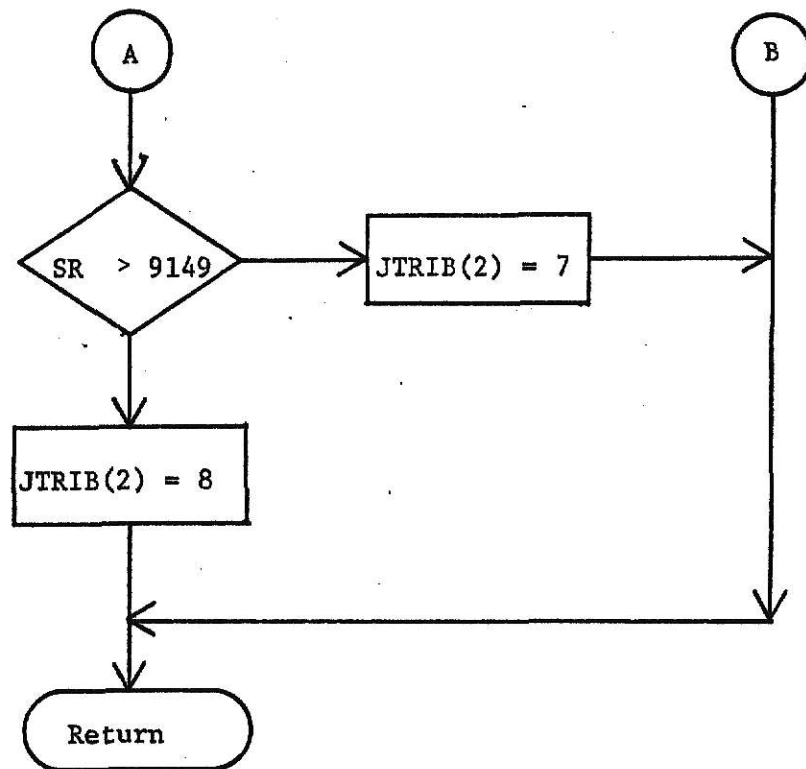 A
B
SR > 9149
JTRIB(2) = 7
JTRIB(2) = 8
Return